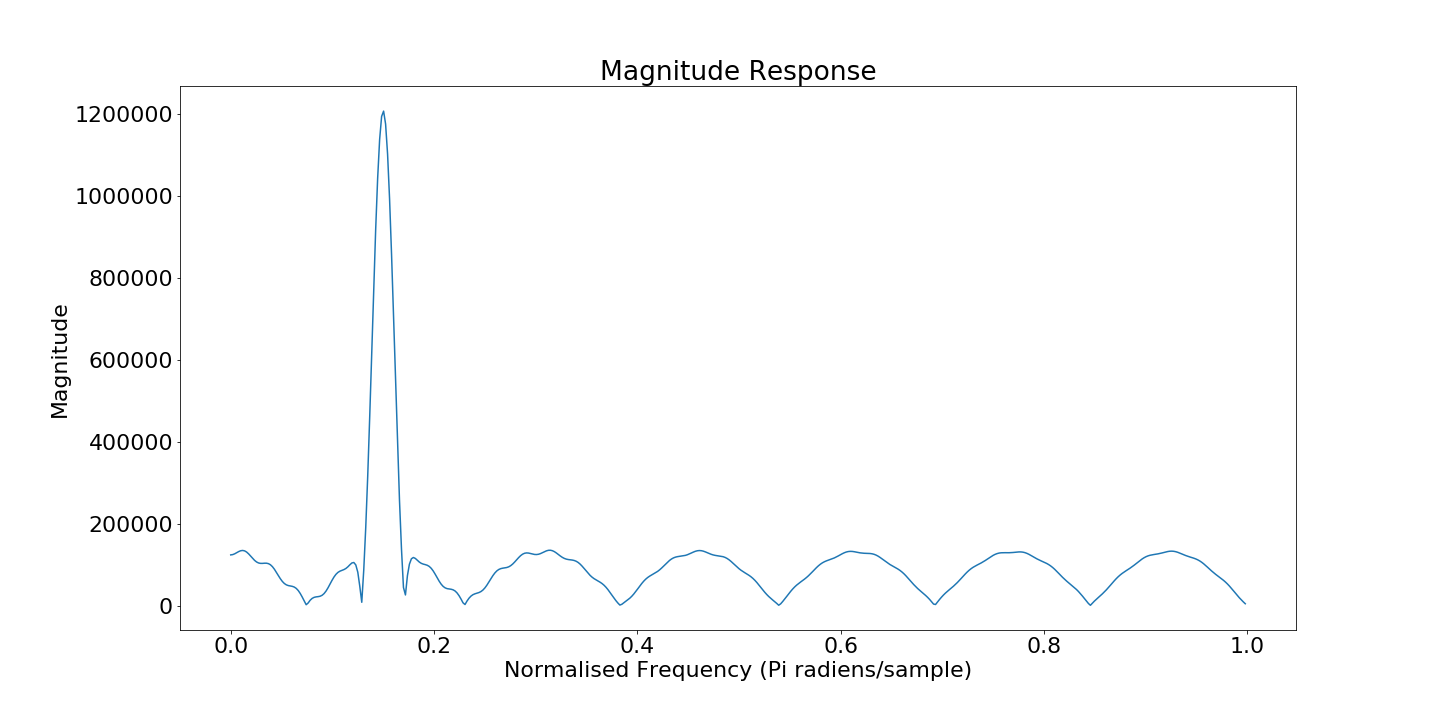 Magnitude Response
1200000
1000000
800000
600000
400000
200000
0
Magnitude
0.0 0.2 0.4 0.6 0.8 1.0
Normalised Frequency (Pi radiens/sample)